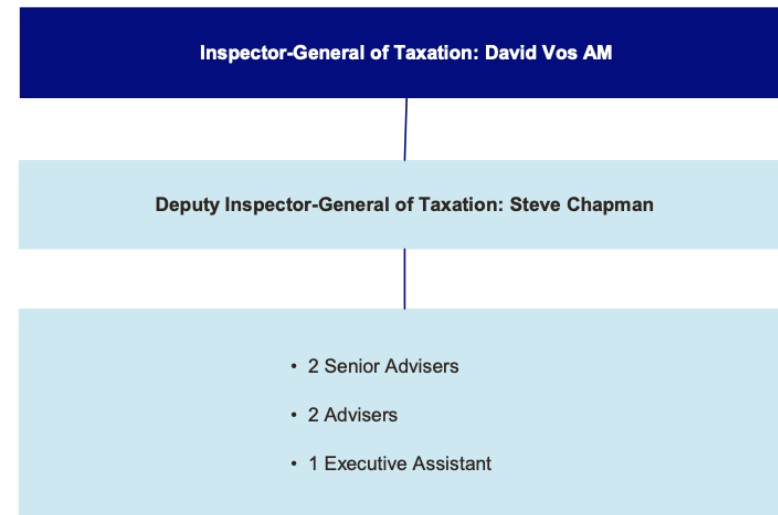 Inspector-General of Taxation: David Vos AM
Deputy Inspector-General of Taxation: Steve Chapman
• 2 Senior Advisers
• 2 Advisers
• 1 Executive Assistant